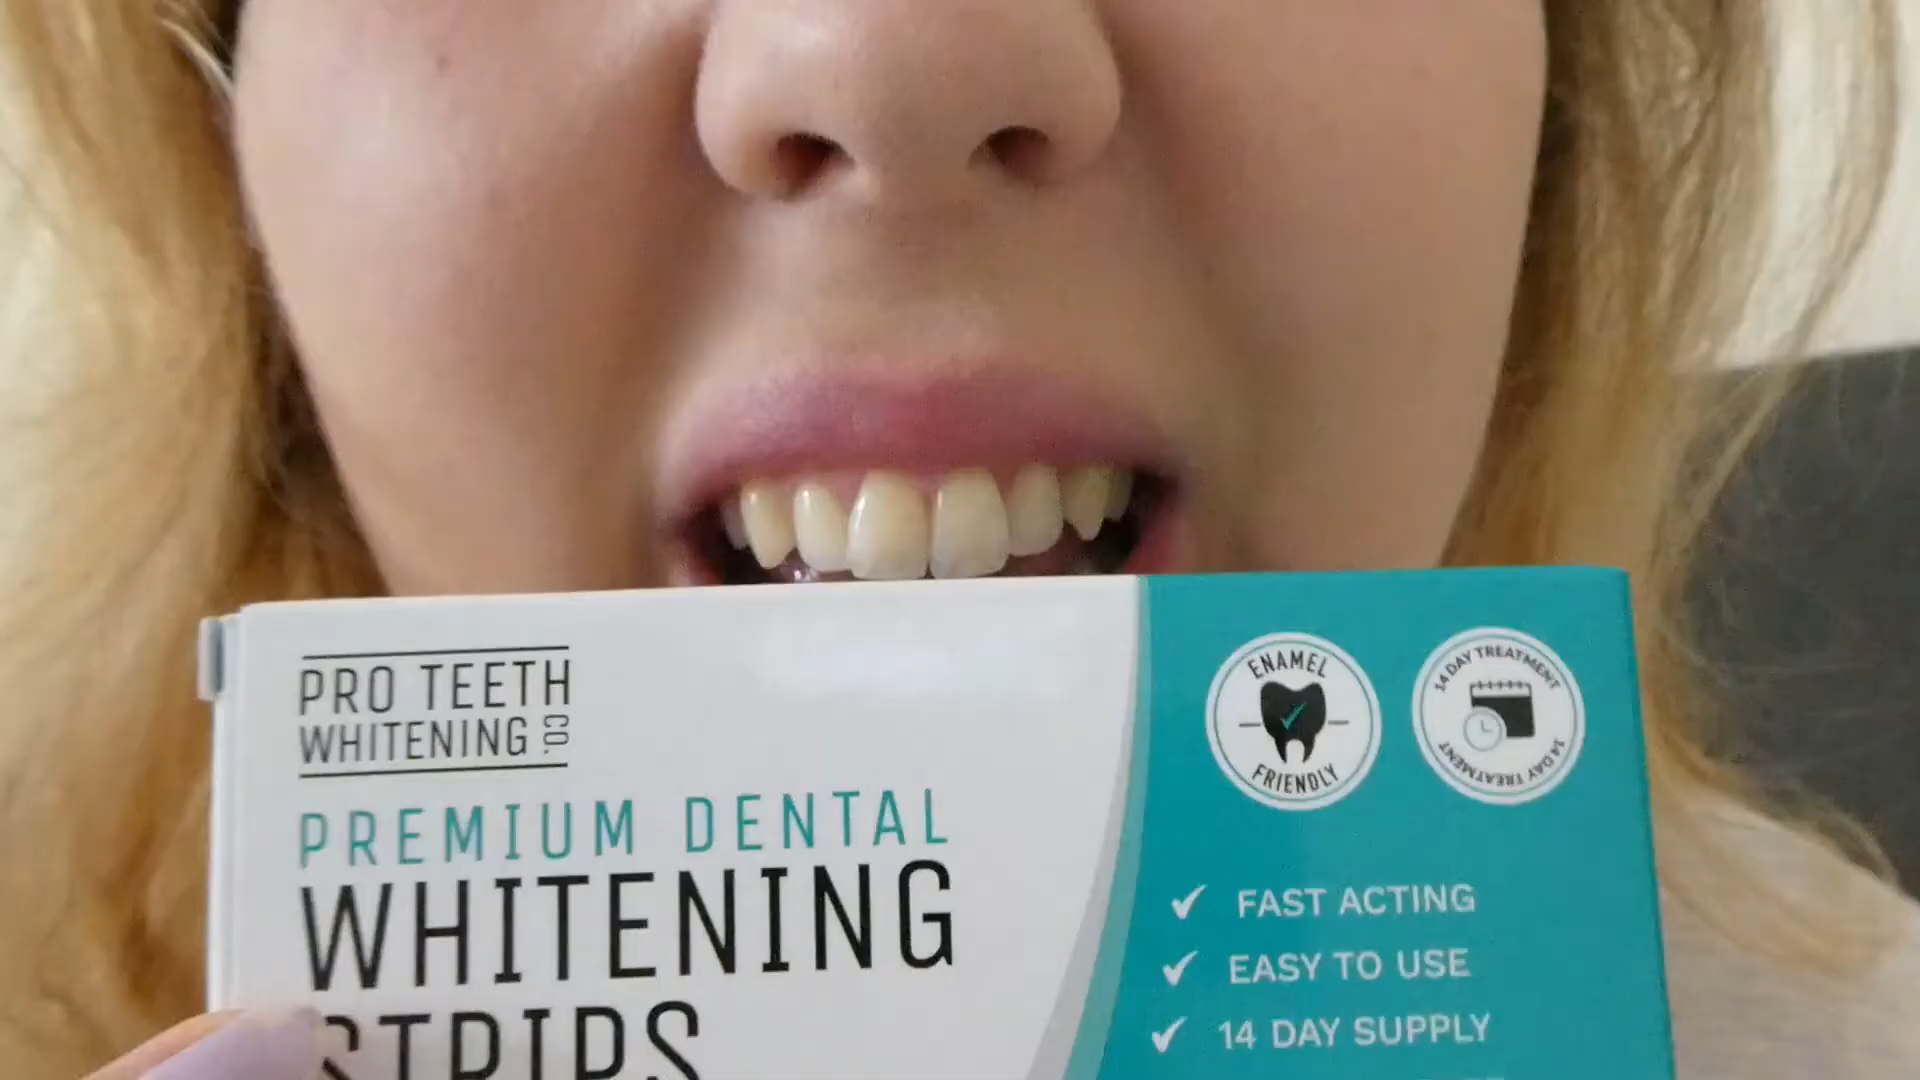 PRO TEETH
WHITENING CO.
PREMIUM DENTAL
WHITENING
STRIPS
ENAMEL
FRIENDLY
14 DAY TREATMENT
14 DAY TREATMENT
FAST ACTING
EASY TO USE
14 DAY SUPPLY